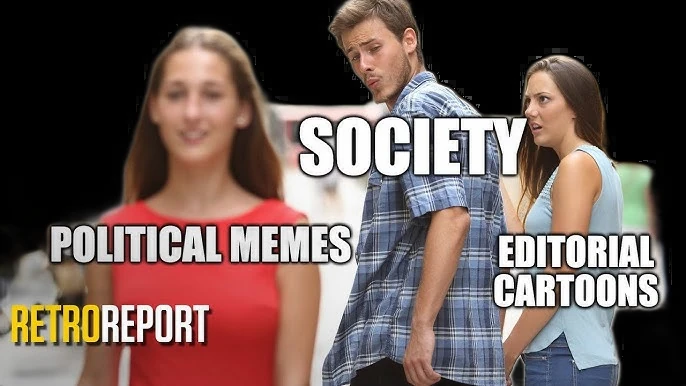 SOCIETY
POLITICAL MEMES
EDITORIAL
CARTOONS
RETROREPORT